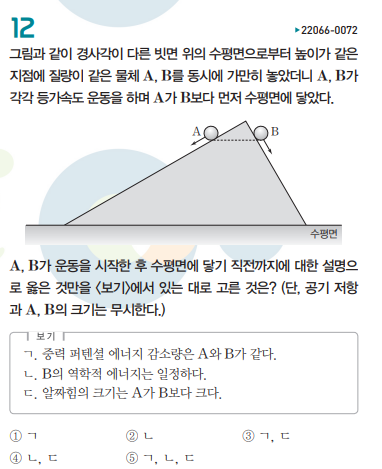 12
▶22066-0072
그림과 같이 경사각이 다른 빗면 위의 수평면으로부터 높이가 같은
지점에 질량이 같은 물체 A, B를 동시에 가만히 놓았더니 A, B가
각각 등가속도 운동을 하며 A가 B보다 먼저 수평면에 닿았다.
A B
수평면
A, B가 운동을 시작한 후 수평면에 닿기 직전까지에 대한 설명으
로 옳은 것만을 <보기>에서 있는 대로 고른 것은? (단, 공기 저항
과 A, B의 크기는 무시한다.)
보기
ㄱ. 중력 퍼텐셜 에너지 감소량은 A와 B가 같다.
ㄴ. B의 역학적 에너지는 일정하다.
ㄷ. 알짜힘의 크기는 A가 B보다 크다.
① ㄱ ② ㄴ ③ ㄱ, ㄷ
④ ㄴ, ㄷ ⑤ ㄱ, ㄴ, ㄷ